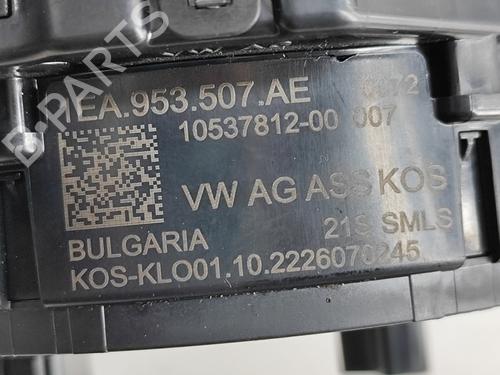 EA.953.507.AE 0072
10537812-00 007
VW AG ASS KOS
BULGARIA 21S SMLS
KOS-KLO01.10.2226070245
B-PARTS